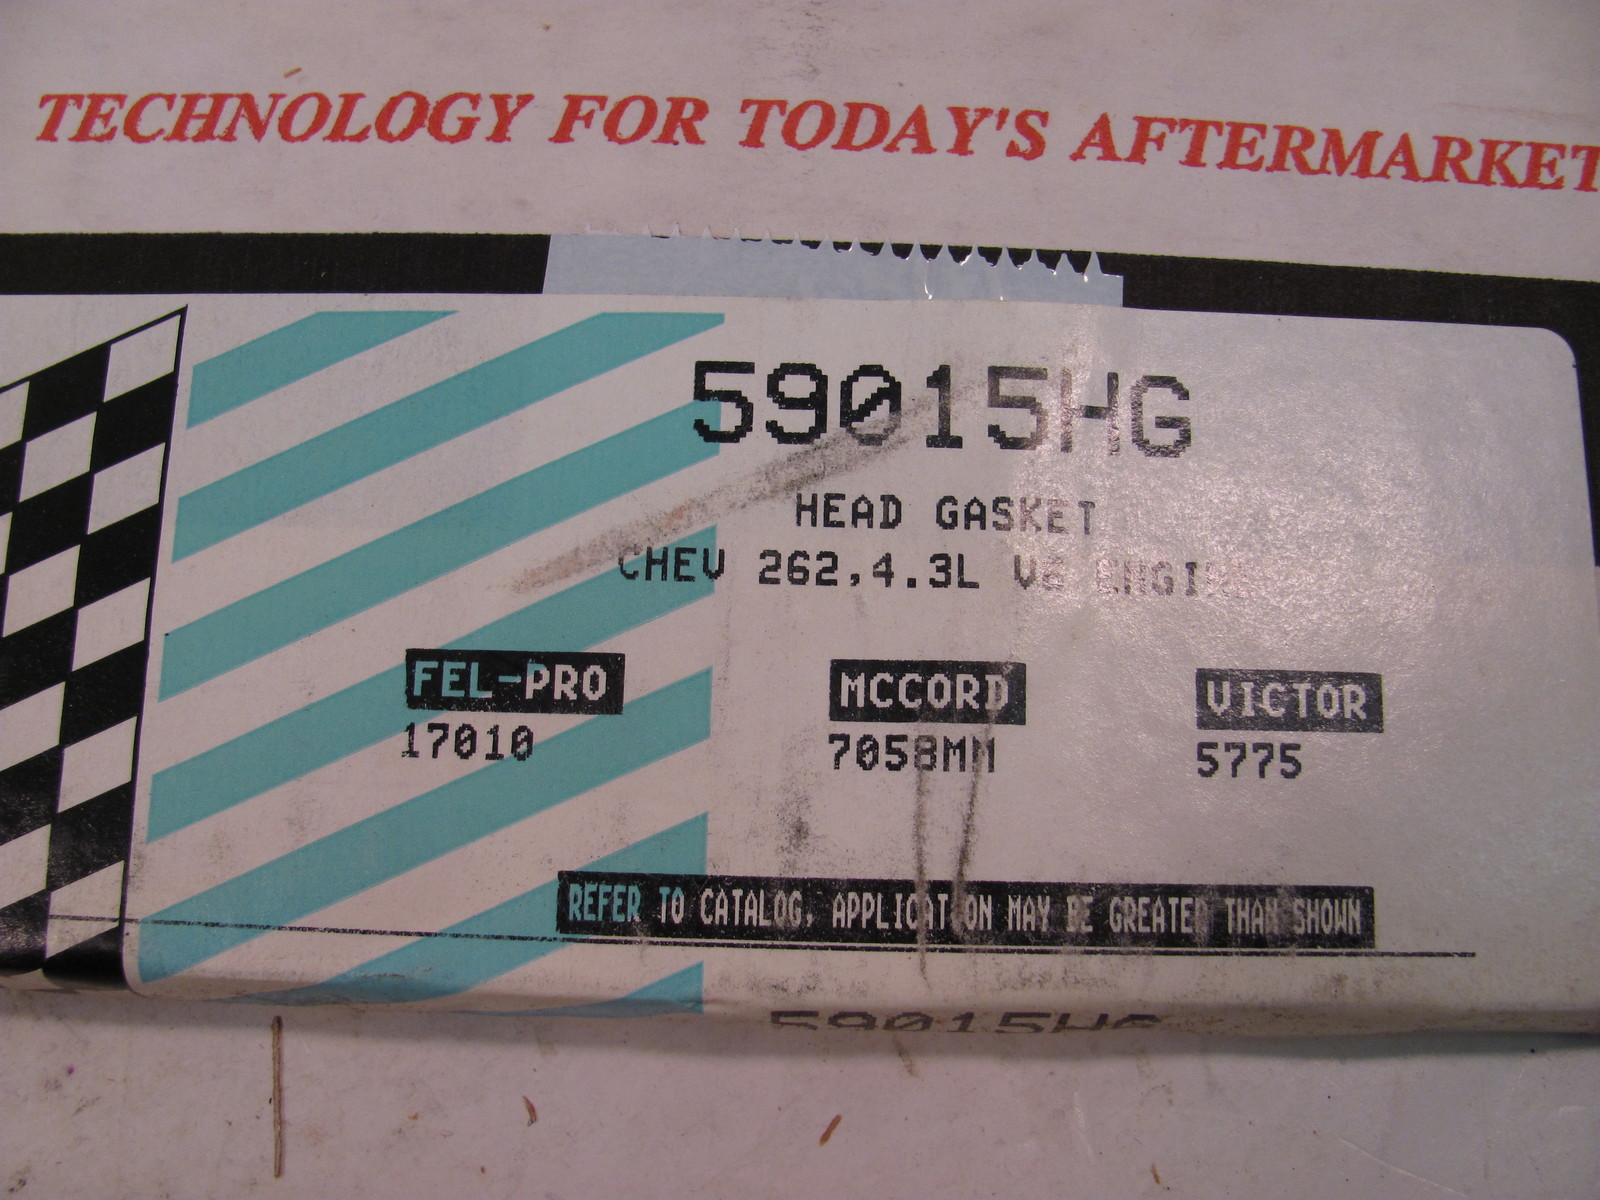 TECHNOLOGY FOR TODAY'S AFTERMARKET
59015HG
HEAD GASKET
CHEV 262,4.3L V6 ENGINE
FEL-PRO MCCORD VICTOR
17010 7058MM 5775
REFER TO CATALOG, APPLICATION MAY BE GREATER THAN SHOWN
59015HG